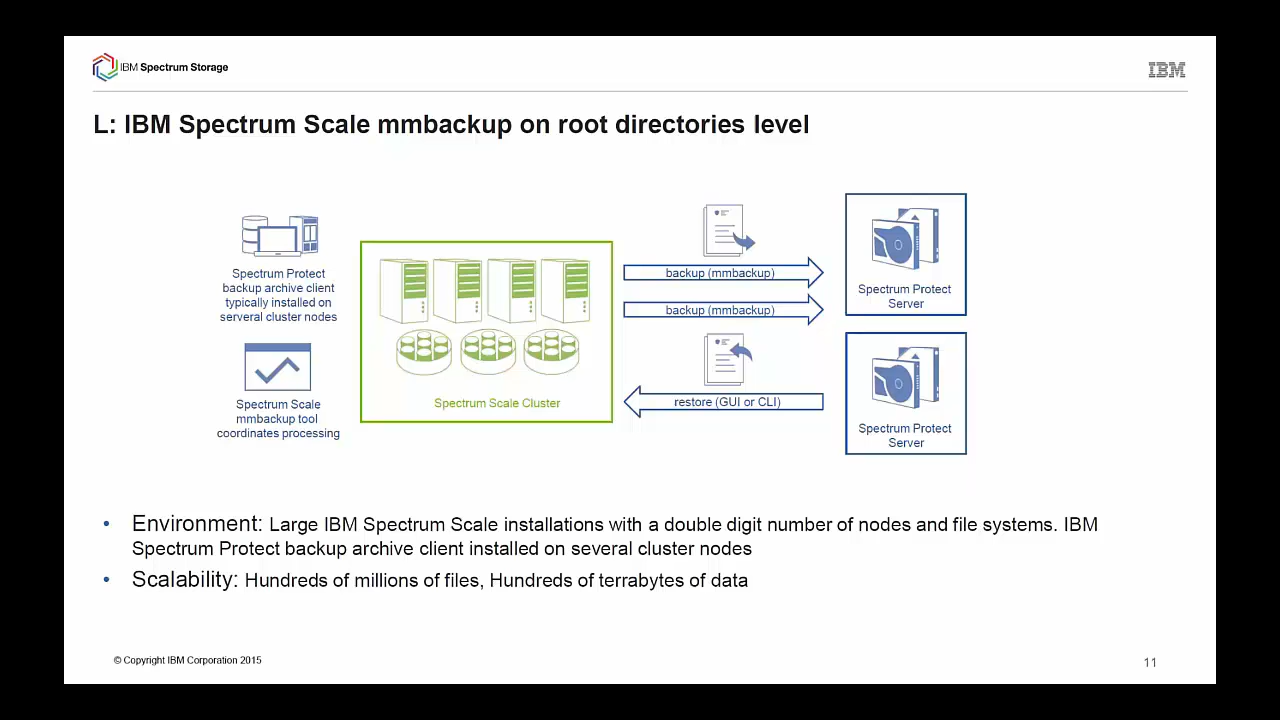 IBM Spectrum Storage
IBM
L: IBM Spectrum Scale mmbackup on root directories level
Spectrum Protect
backup archive client
typically installed on
serveral cluster nodes
Spectrum Scale
mmbackup tool
coordinates processing
Spectrum Scale Cluster
backup (mmbackup)
backup (mmbackup)
restore (GUI or CLI)
Spectrum Protect
Server
Spectrum Protect
Server
• Environment: Large IBM Spectrum Scale installations with a double digit number of nodes and file systems. IBM
Spectrum Protect backup archive client installed on several cluster nodes
• Scalability: Hundreds of millions of files, Hundreds of terrabytes of data
© Copyright IBM Corporation 2015
11